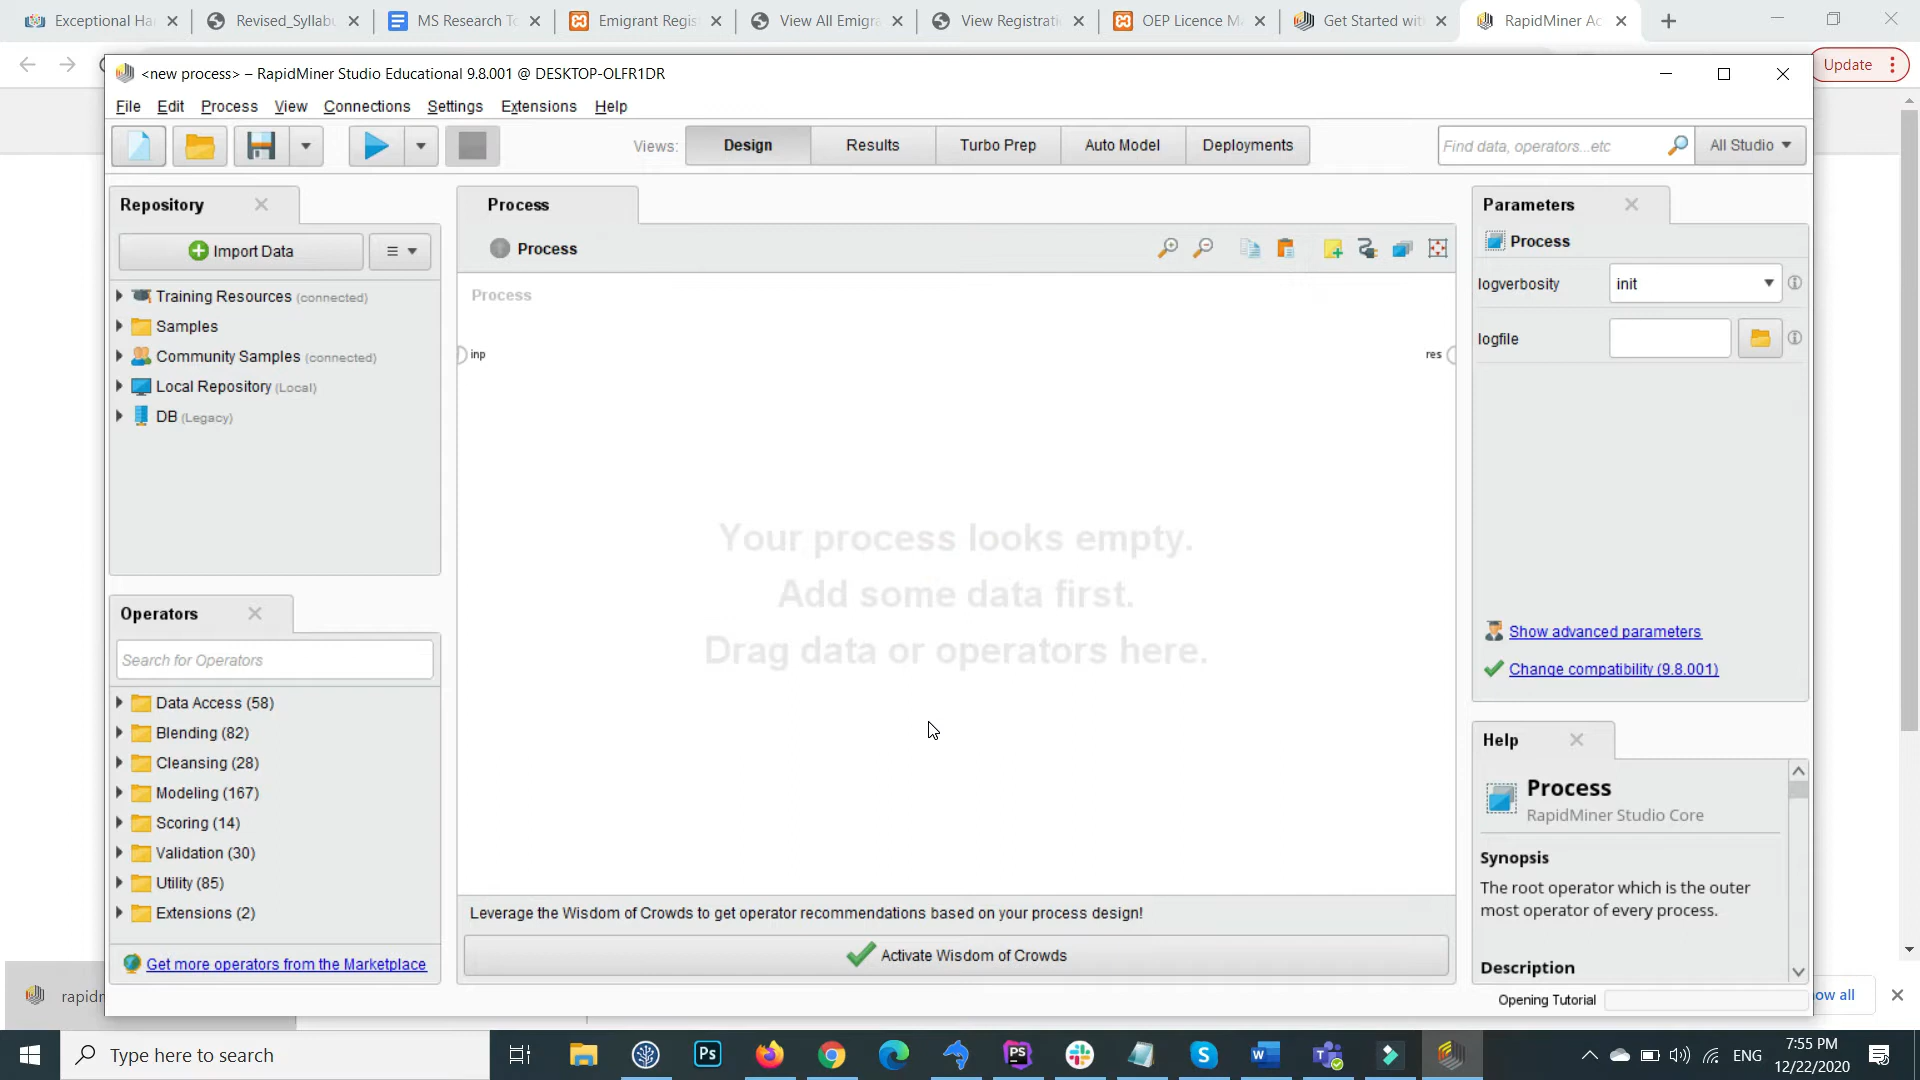 Exceptional Ha
Revised_Syllab
MS Research To
Emigrant Regis
View All Emigra
View Registrati
OEP Licence M
Get Started wit
RapidMiner Ac
Update
<new process> – RapidMiner Studio Educational 9.8.001 @ DESKTOP-OLFR1DR
File Edit Process View Connections Settings Extensions Help
Views: Design Results Turbo Prep Auto Model Deployments
Find data, operators...etc All Studio
Repository
Import Data
Training Resources (connected)
Samples
Community Samples (connected)
Local Repository (Local)
DB (Legacy)
Operators
Search for Operators
Data Access (58)
Blending (82)
Cleansing (28)
Modeling (167)
Scoring (14)
Validation (30)
Utility (85)
Extensions (2)
Get more operators from the Marketplace
Process
Process
Process
inp
res
Your process looks empty.
Add some data first.
Drag data or operators here.
Leverage the Wisdom of Crowds to get operator recommendations based on your process design!
Activate Wisdom of Crowds
Parameters
Process
logverbosity init
logfile
Show advanced parameters
Change compatibility (9.8.001)
Help
Process
RapidMiner Studio Core
Synopsis
The root operator which is the outer
most operator of every process.
Description
Opening Tutorial
rapidr
ow all
Type here to search
Ps
PS
ENG
7:55 PM
12/22/2020